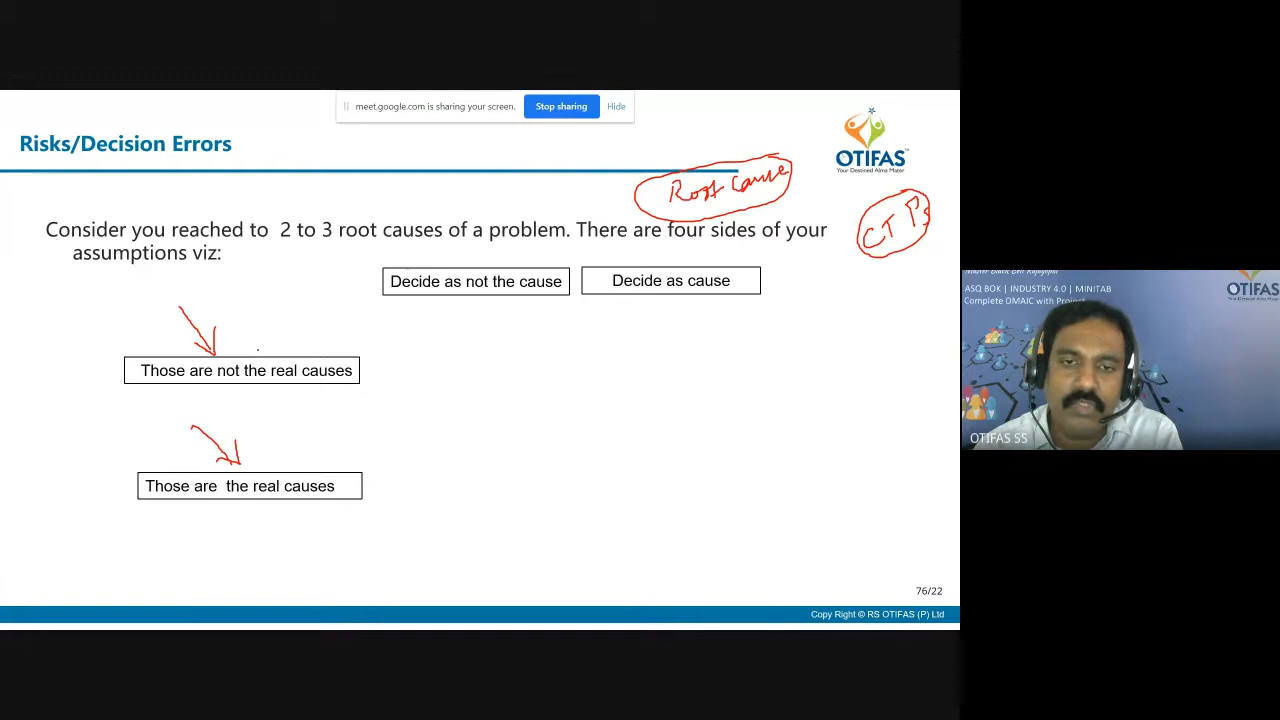 meet.google.com is sharing your screen.
Stop sharing
Hide
Risks/Decision Errors
OTIFAS
Your Destined Alma Mater
Root Cause
CTPs
Consider you reached to 2 to 3 root causes of a problem. There are four sides of your
assumptions viz:
Decide as not the cause
Decide as cause
Those are not the real causes
Those are the real causes
76/22
Copy Right © RS OTIFAS (P) Ltd
ASQ BOK | INDUSTRY 4.0 | MINITAB
Complete DMAIC with Project
OTIFAS
OTIFAS SS